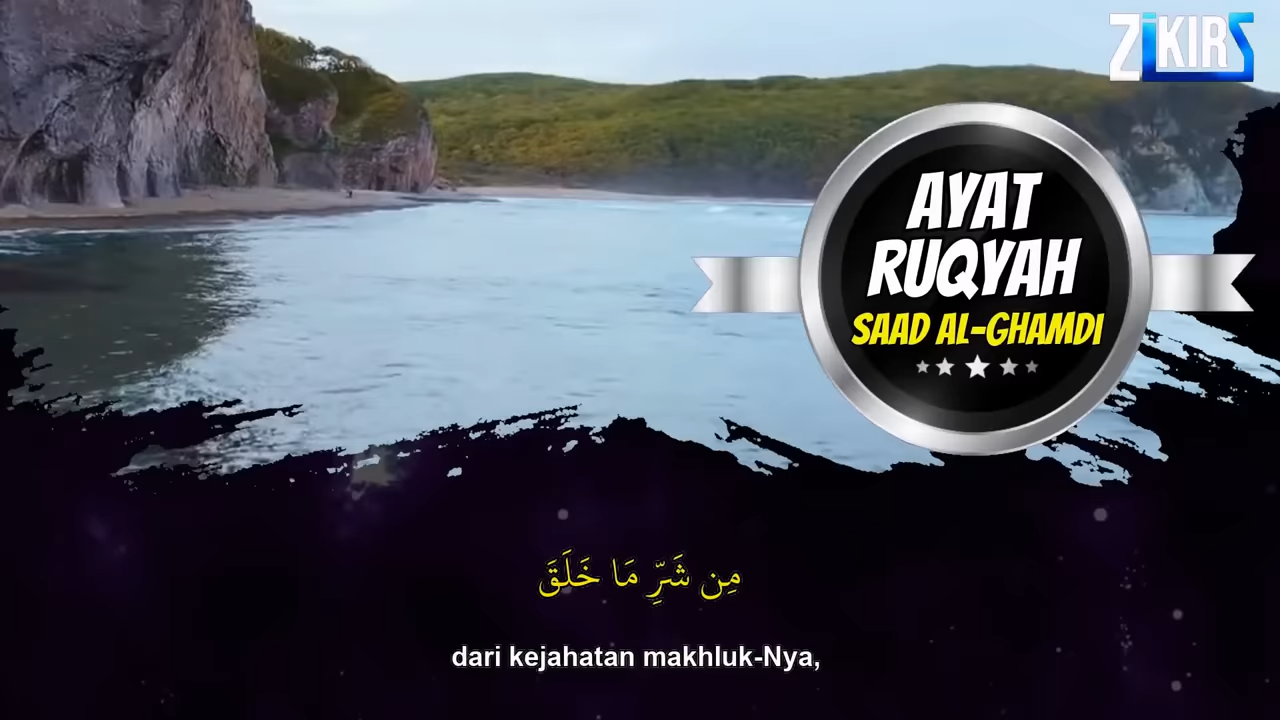 ZiKIRS
AYAT
RUQYAH
SAAD AL-GHAMDI
مِن شَرِّ مَا خَلَقَ
dari kejahatan makhluk-Nya,